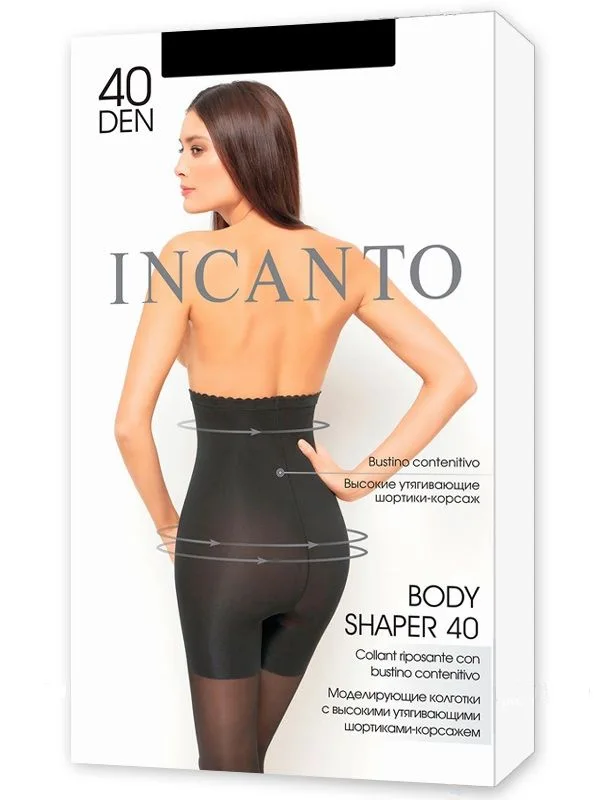 40
DEN
INCANTO
Bustino contenitivo
Высокие утягивающие
шортики-корсаж
BODY
SHAPER 40
Collant riposante con
bustino contenitivo
Моделирующие колготки
с высокими утягивающими
шортиками-корсажем